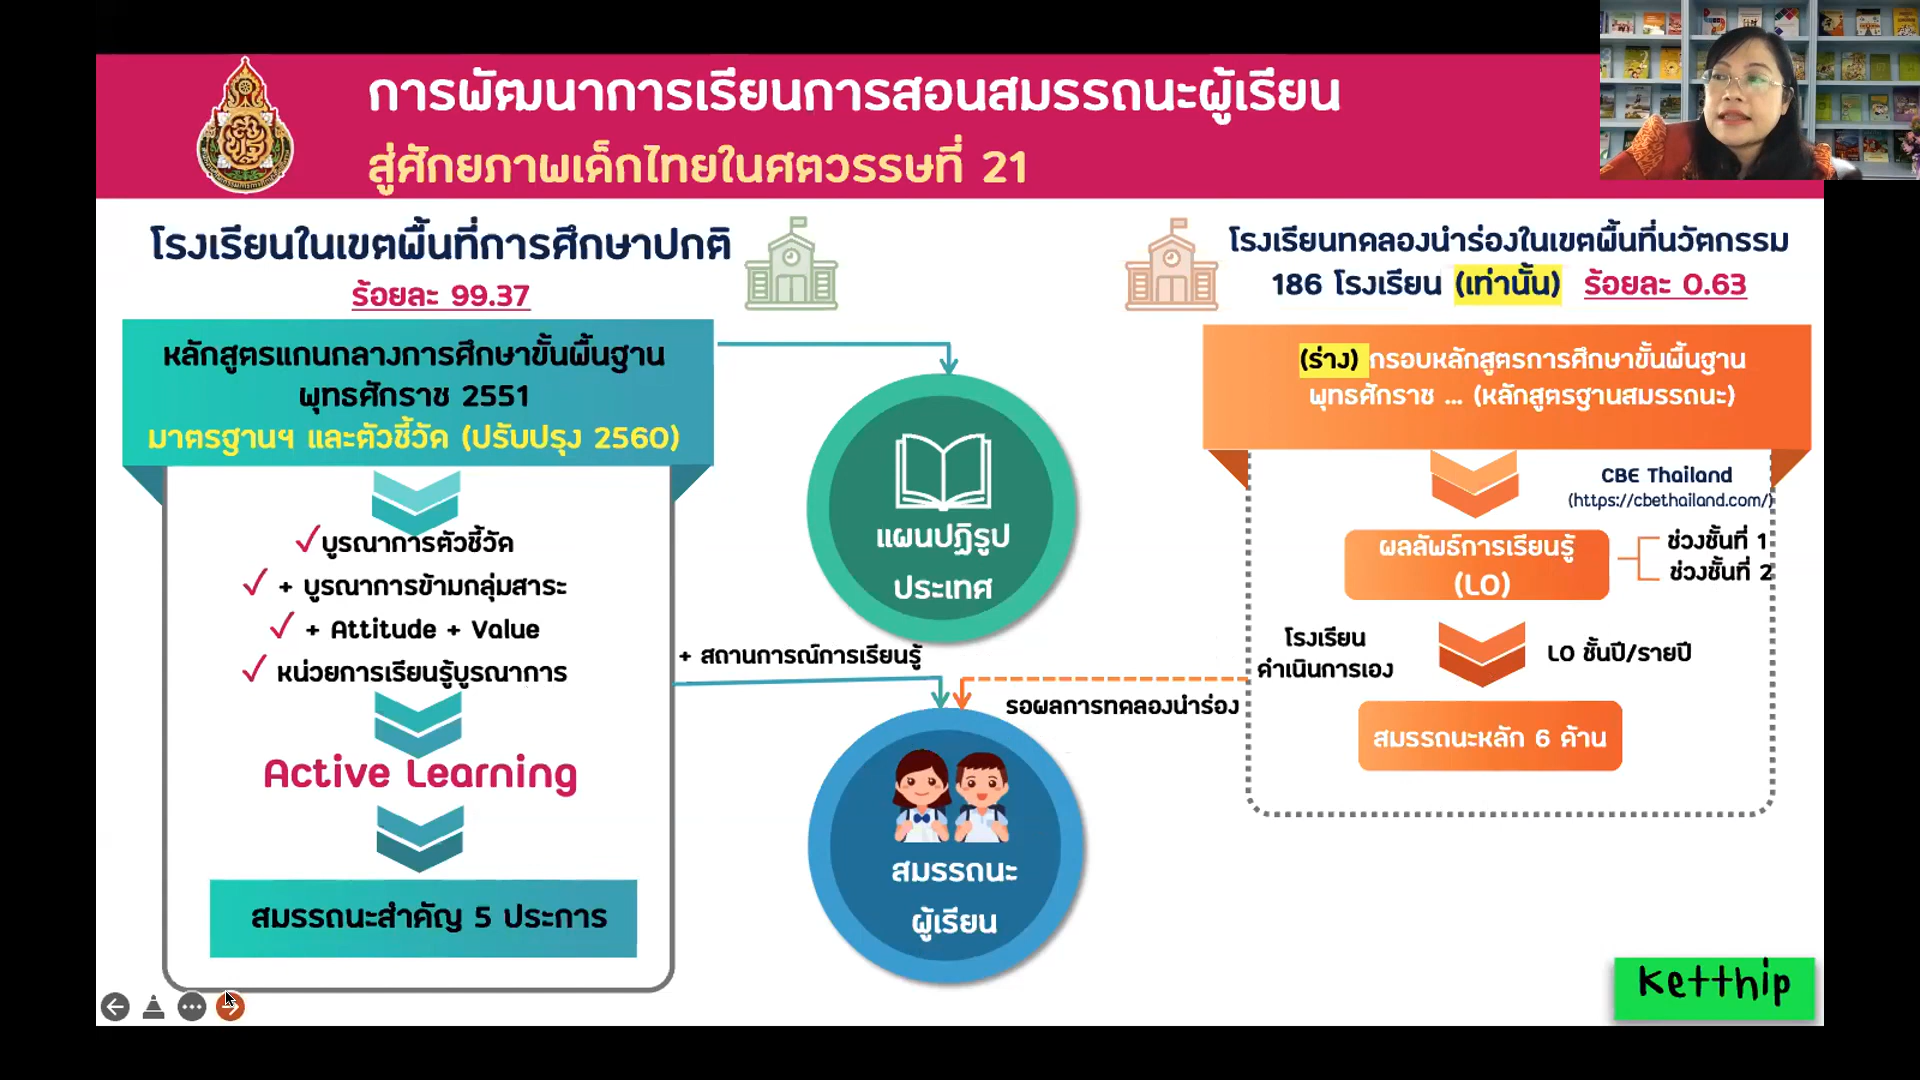 การพัฒนาการเรียนการสอนสมรรถนะผู้เรียน
สู่ศักยภาพเด็กไทยในศตวรรษที่ 21
โรงเรียนในเขตพื้นที่การศึกษาปกติ
ร้อยละ 99.37
หลักสูตรแกนกลางการศึกษาขั้นพื้นฐาน
พุทธศักราช 2551
มาตรฐานฯ และตัวชี้วัด (ปรับปรุง 2560)
บูรณาการตัวชี้วัด
+ บูรณาการข้ามกลุ่มสาระ
+ Attitude + Value
หน่วยการเรียนรู้บูรณาการ
Active Learning
สมรรถนะสำคัญ 5 ประการ
แผนปฏิรูป
ประเทศ
+ สถานการณ์การเรียนรู้
รอผลการทดลองนำร่อง
สมรรถนะ
ผู้เรียน
โรงเรียนทดลองนำร่องในเขตพื้นที่นวัตกรรม
186 โรงเรียน (เท่านั้น) ร้อยละ 0.63
(ร่าง) กรอบหลักสูตรการศึกษาขั้นพื้นฐาน
พุทธศักราช ... (หลักสูตรฐานสมรรถนะ)
CBE Thailand
(https://cbethailand.com/)
ผลลัพธ์การเรียนรู้
(LO)
ช่วงชั้นที่ 1
ช่วงชั้นที่ 2
โรงเรียน
ดำเนินการเอง
LO ชั้นปี/รายปี
สมรรถนะหลัก 6 ด้าน
Ketthip